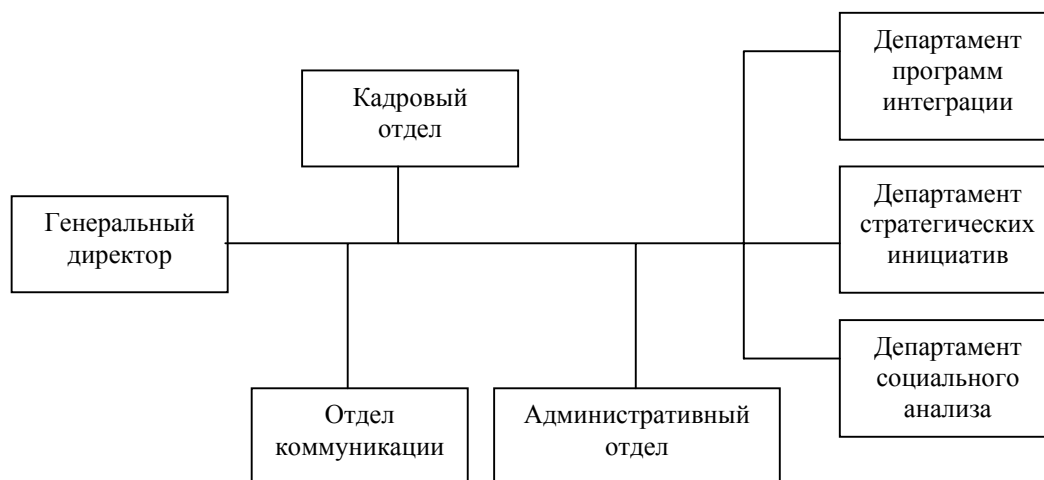 Департамент
программ
интеграции
Кадровый
отдел
Генеральный
директор
Департамент
стратегических
инициатив
Департамент
социального
анализа
Отдел
коммуникации
Административный
отдел